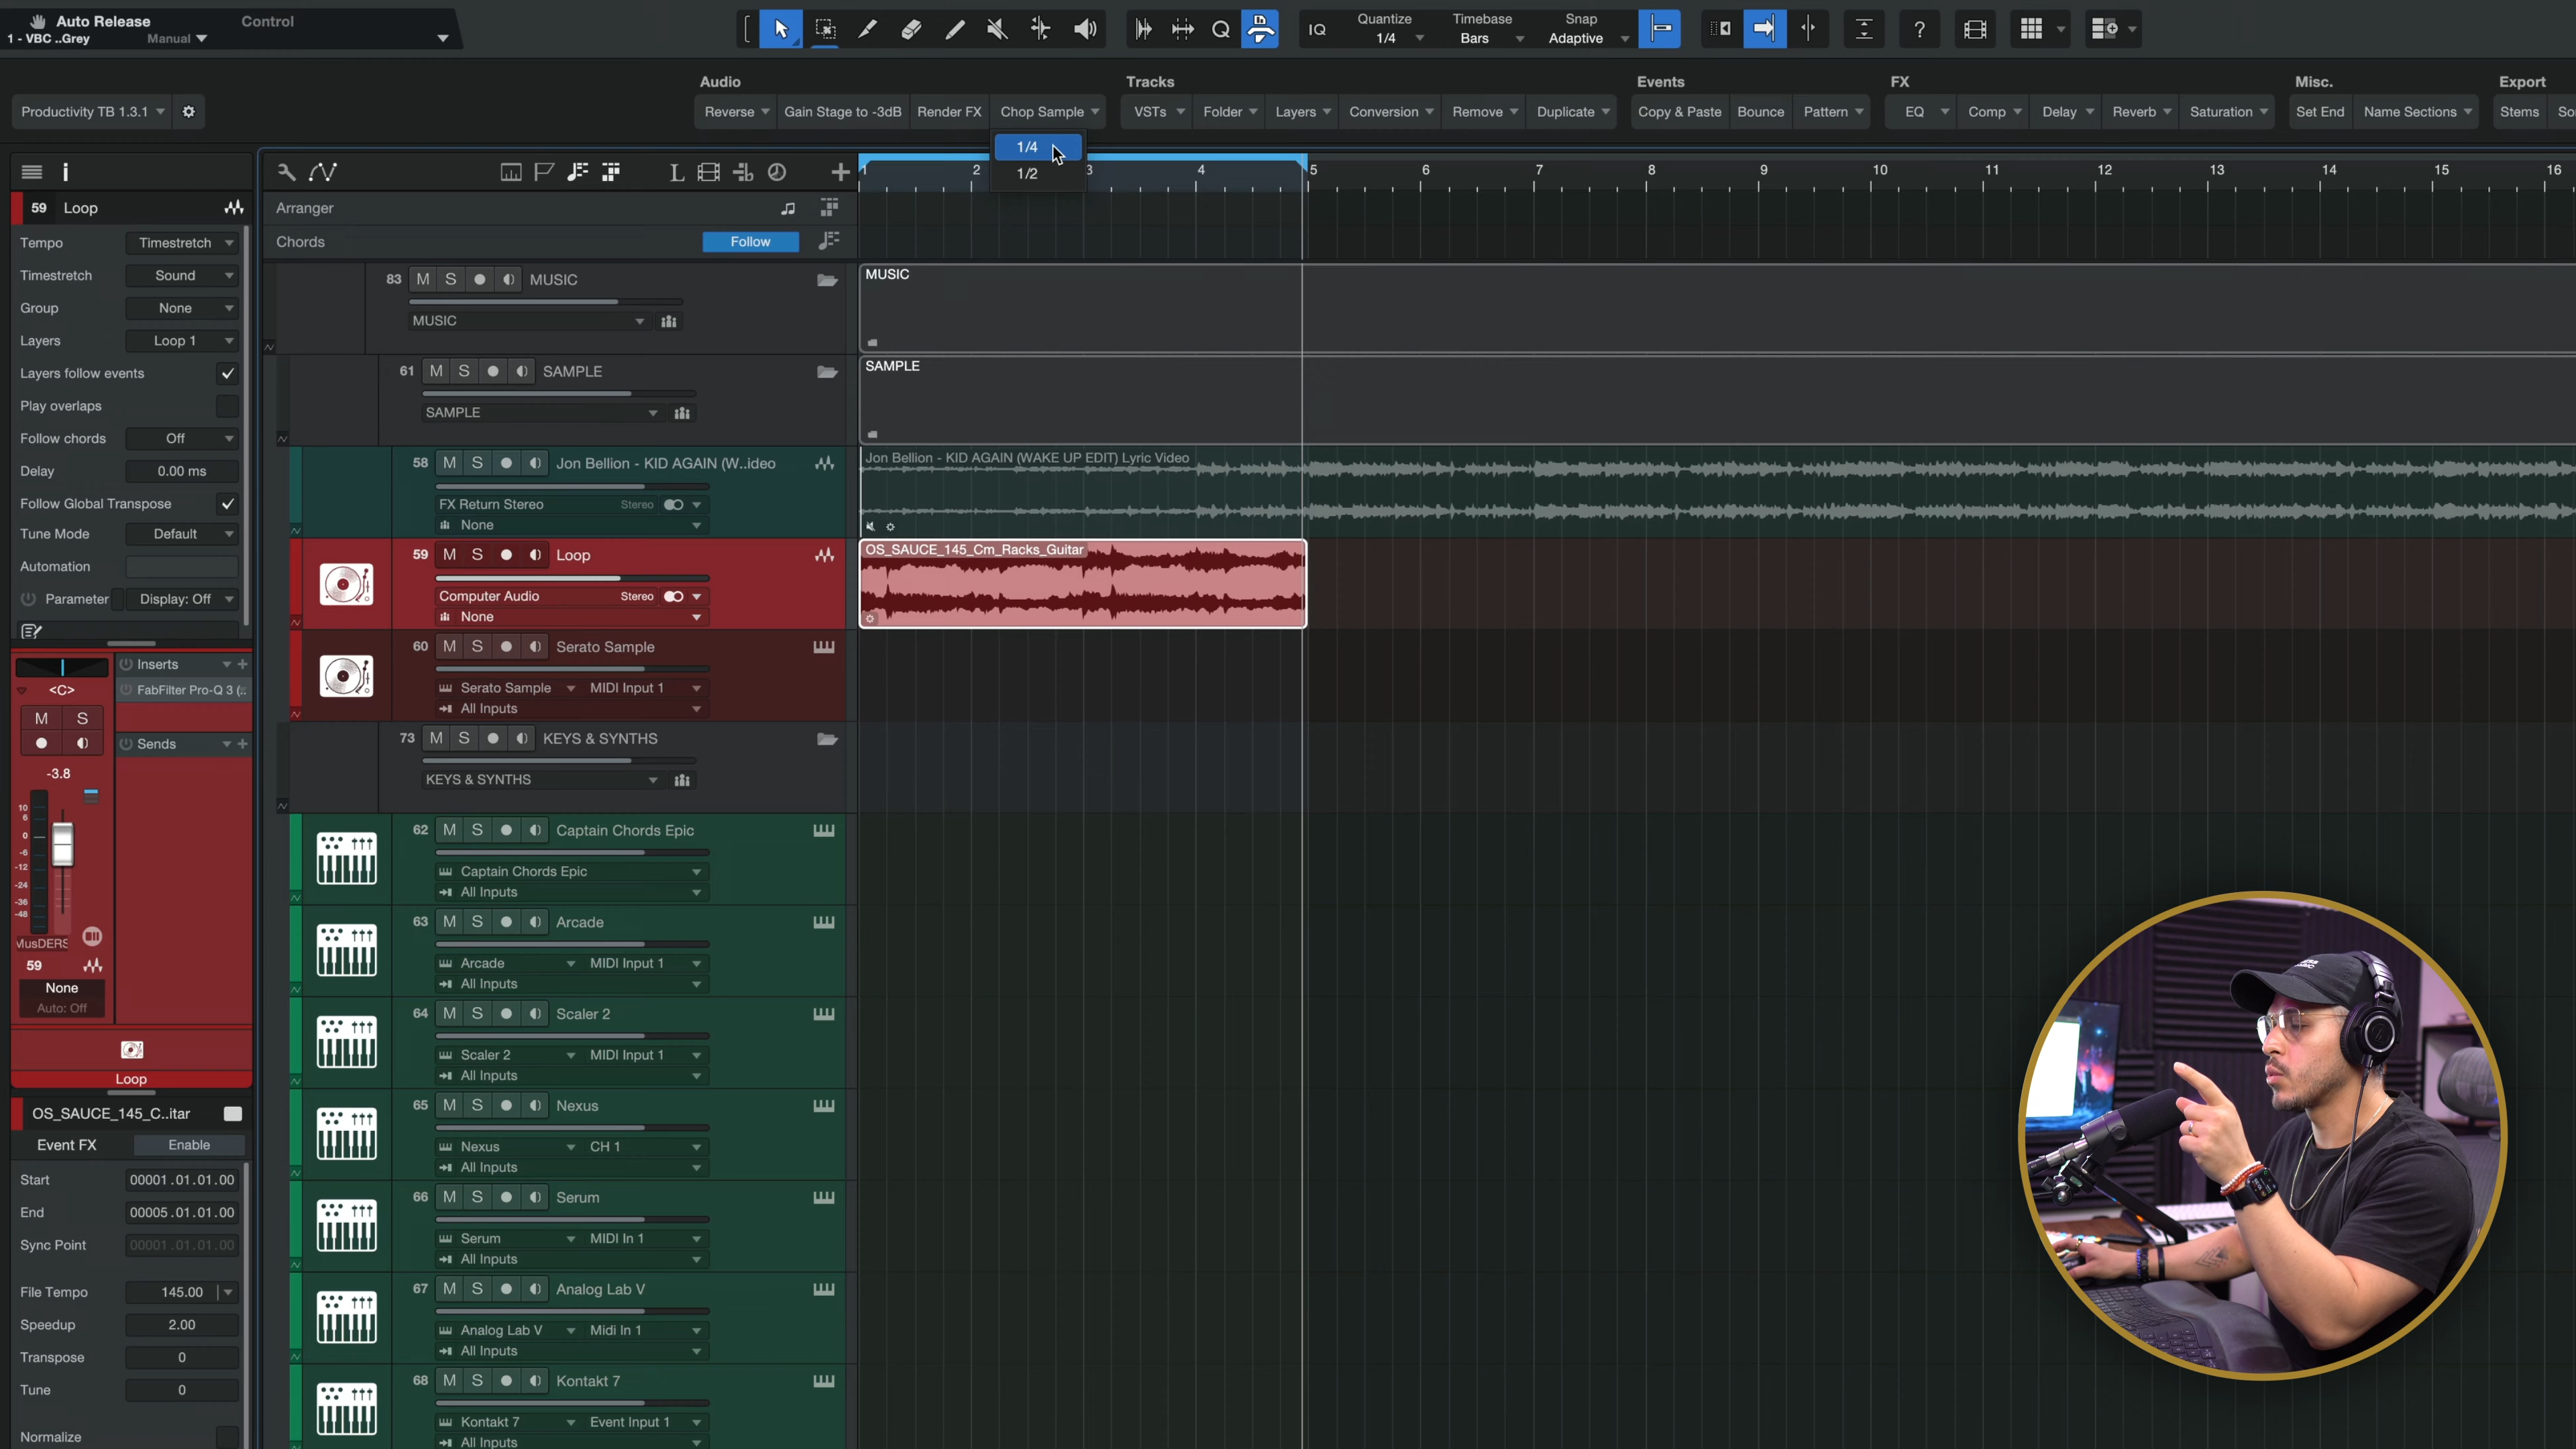 Auto Release
Control
1 - VBC ..Grey
Manual
IQ
Quantize
1/4
Timebase
Bars
Snap
Adaptive
?
Productivity TB 1.3.1
Audio
Reverse
Gain Stage to -3dB
Render FX
Chop Sample
Tracks
VSTs
Folder
Layers
Conversion
Remove
Duplicate
Events
Copy & Paste
Bounce
Pattern
FX
EQ
Comp
Delay
Reverb
Saturation
Misc.
Set End
Name Sections
Export
Stems
1/4
1/2
1 2 3 4 5 6 7 8 9 10 11 12 13 14 15 16
Arranger
Chords
Follow
59 Loop
Tempo Timestretch
Timestretch Sound
Group None
Layers Loop 1
Layers follow events
Play overlaps
Follow chords Off
Delay 0.00 ms
Follow Global Transpose
Tune Mode Default
Automation
Parameter Display: Off
Inserts
<C>
FabFilter Pro-Q 3 (..
M S
Sends
-3.8
10
6
0
-6
-12
-24
-36
-48
59
None
Auto: Off
Loop
OS_SAUCE_145_C..itar
Event FX Enable
Start 00001.01.01.00
End 00005.01.01.00
Sync Point 00001.01.01.00
File Tempo 145.00
Speedup 2.00
Transpose 0
Tune 0
Normalize
83 M S MUSIC
MUSIC
61 M S SAMPLE
SAMPLE
58 M S Jon Bellion - KID AGAIN (W..ideo
FX Return Stereo Stereo
None
59 M S Loop
Computer Audio Stereo
None
60 M S Serato Sample
Serato Sample MIDI Input 1
All Inputs
73 M S KEYS & SYNTHS
KEYS & SYNTHS
62 M S Captain Chords Epic
Captain Chords Epic
All Inputs
63 M S Arcade
Arcade MIDI Input 1
All Inputs
64 M S Scaler 2
Scaler 2 MIDI Input 1
All Inputs
65 M S Nexus
Nexus CH 1
All Inputs
66 M S Serum
Serum MIDI In 1
All Inputs
67 M S Analog Lab V
Analog Lab V Midi In 1
All Inputs
68 M S Kontakt 7
Kontakt 7 Event Input 1
All Inputs
MUSIC
SAMPLE
Jon Bellion - KID AGAIN (WAKE UP EDIT) Lyric Video
OS_SAUCE_145_Cm_Racks_Guitar